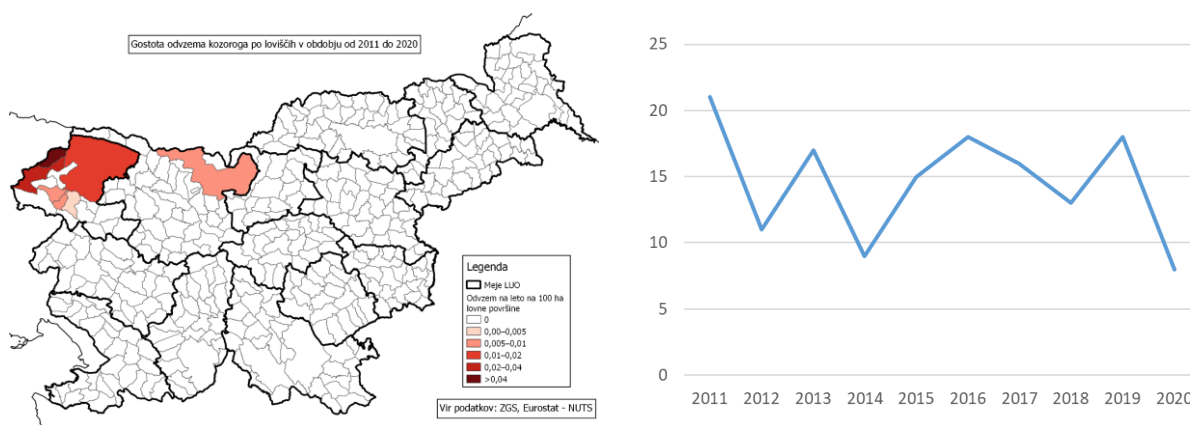 Gostota odvzema kozoroga po loviščih v obdobju od 2011 do 2020
Legenda
Meje LUO
Odvzem na leto na 100 ha
lovne površine
0
0,00–0,005
0,005–0,01
0,01–0,02
0,02–0,04
>0,04
Vir podatkov: ZGS, Eurostat - NUTS
25
20
15
10
5
0
2011 2012 2013 2014 2015 2016 2017 2018 2019 2020